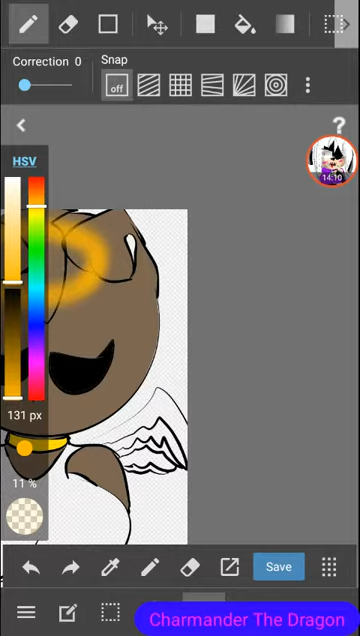 Correction 0
Snap
off
?
HSV
14:10
131 px
11 %
Save
Charmander The Dragon